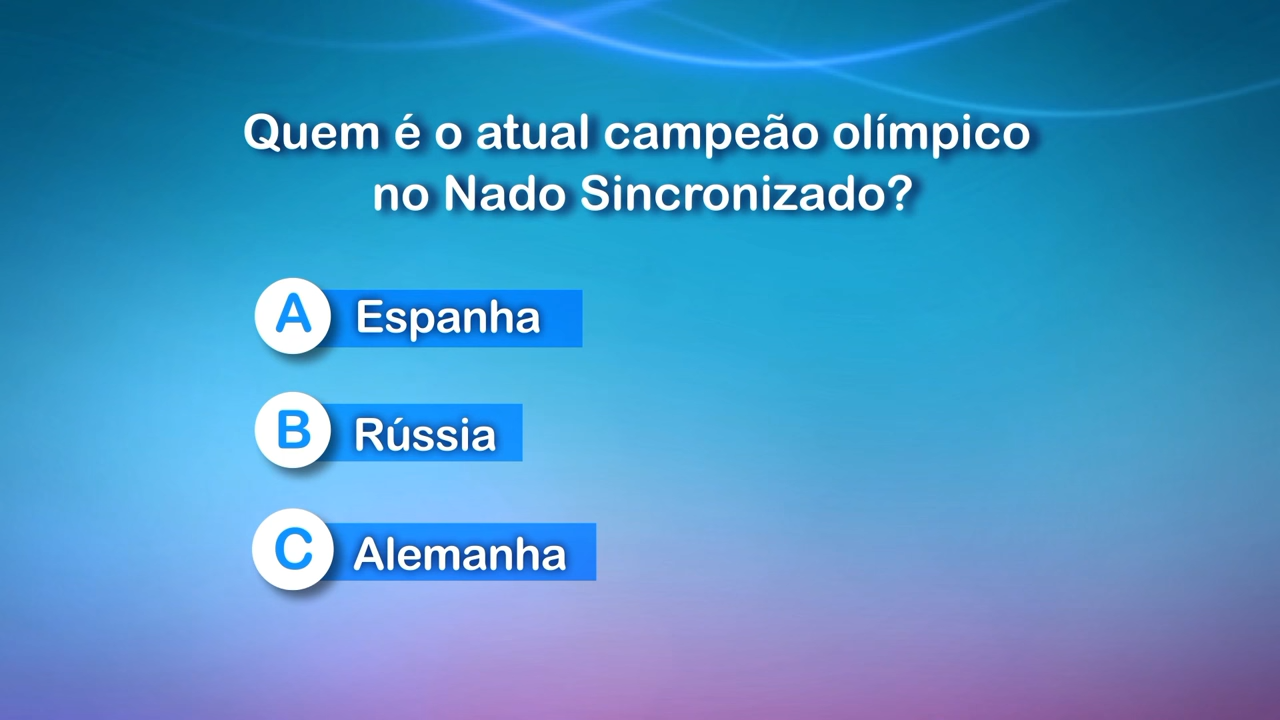 Quem é o atual campeão olímpico
no Nado Sincronizado?
A Espanha
B Rússia
C Alemanha